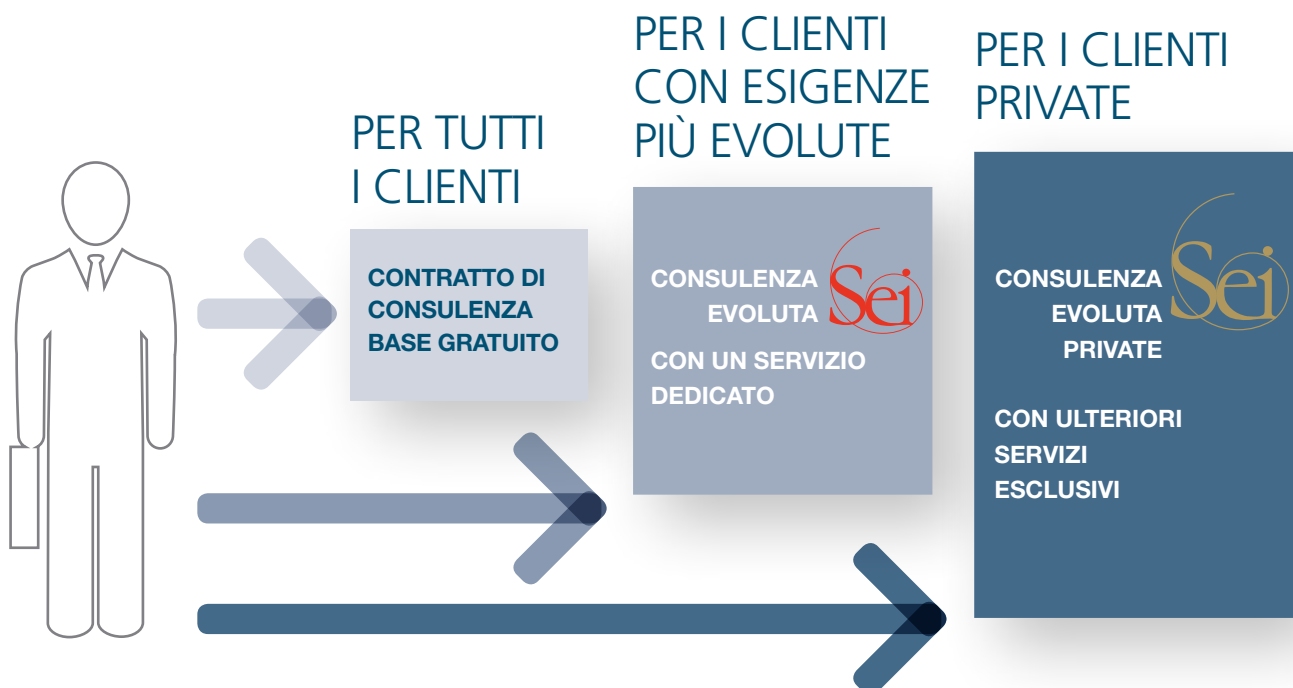 PER TUTTI
I CLIENTI
CONTRATTO DI
CONSULENZA
BASE GRATUITO
PER I CLIENTI
CON ESIGENZE
PIÙ EVOLUTE
CONSULENZA
EVOLUTA
Sei
CON UN SERVIZIO
DEDICATO
PER I CLIENTI
PRIVATE
CONSULENZA
EVOLUTA
PRIVATE
Sei
CON ULTERIORI
SERVIZI
ESCLUSIVI